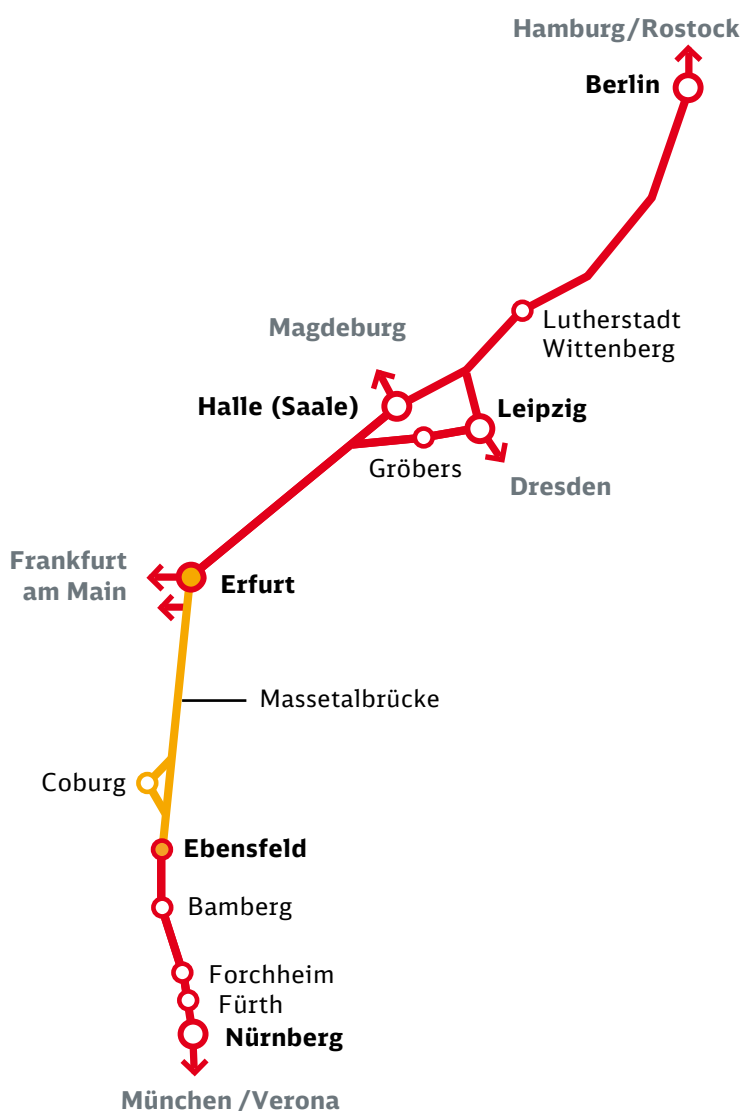 Hamburg/Rostock
Berlin
Lutherstadt
Wittenberg
Magdeburg
Halle (Saale)
Leipzig
Gröbers
Dresden
Frankfurt
am Main
Erfurt
Massetalbrücke
Coburg
Ebensfeld
Bamberg
Forchheim
Fürth
Nürnberg
München /Verona